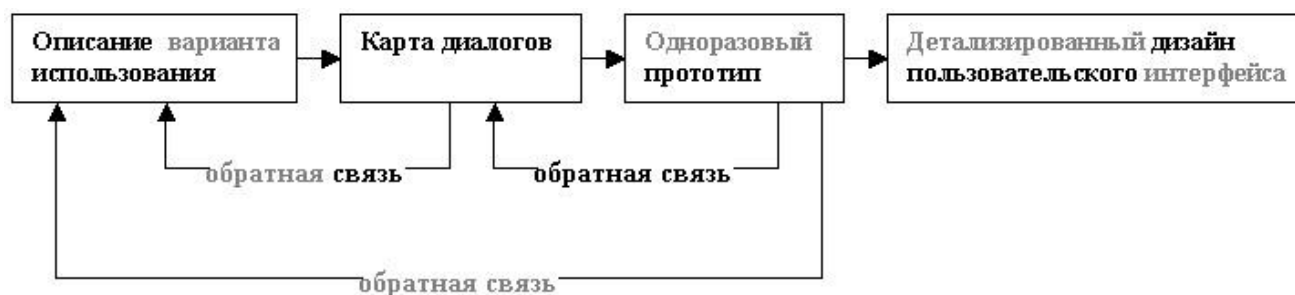 Описание варианта
использования
Карта диалогов
Одноразовый
прототип
Детализированный дизайн
пользовательского интерфейса
обратная связь
обратная связь
обратная связь